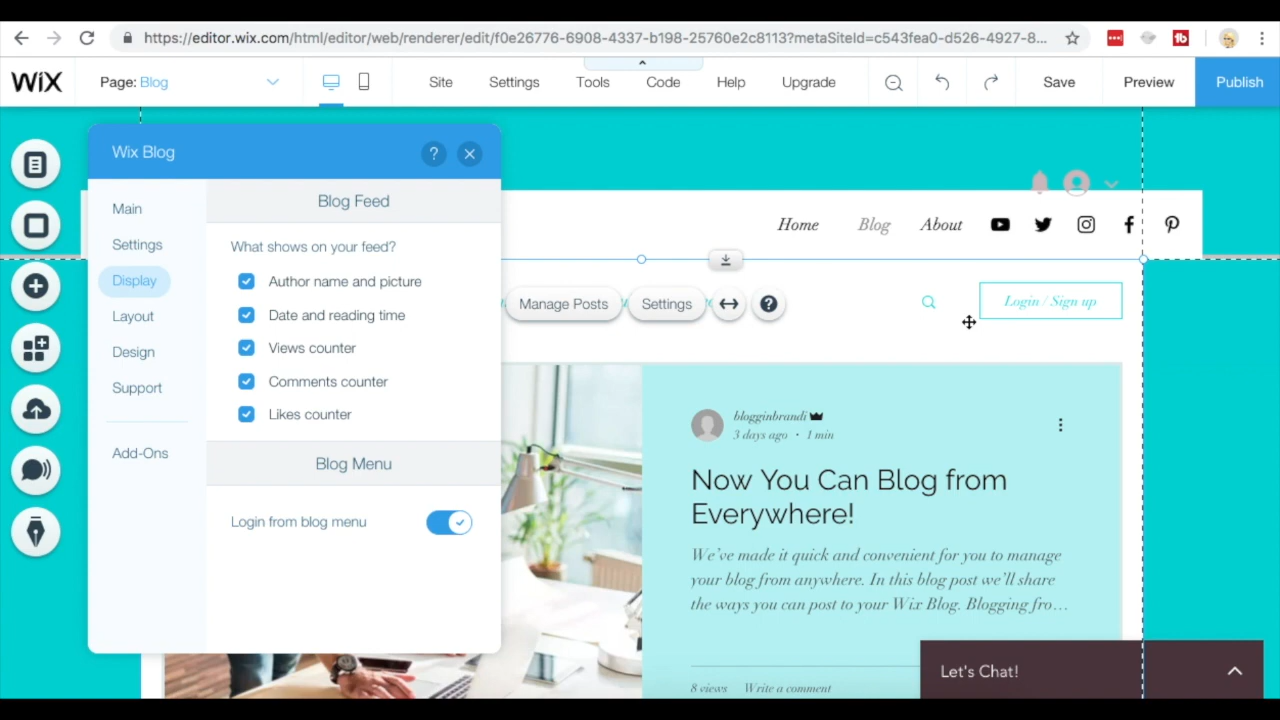 https://editor.wix.com/html/editor/web/renderer/edit/f0e26776-6908-4337-b198-25760e2c8113?metaSiteId=c543fea0-d526-4927-8...
WIX
Page: Blog
Site
Settings
Tools
Code
Help
Upgrade
Save
Preview
Publish
Wix Blog
?
Main
Settings
Display
Layout
Design
Support
Add-Ons
Blog Feed
What shows on your feed?
Author name and picture
Date and reading time
Views counter
Comments counter
Likes counter
Blog Menu
Login from blog menu
Home
Blog
About
Manage Posts
Settings
?
Login / Sign up
blogginbrandi
3 days ago · 1 min
Now You Can Blog from
Everywhere!
We've made it quick and convenient for you to manage
your blog from anywhere. In this blog post we'll share
the ways you can post to your Wix Blog. Blogging fro...
8 views
Write a comment
Let's Chat!